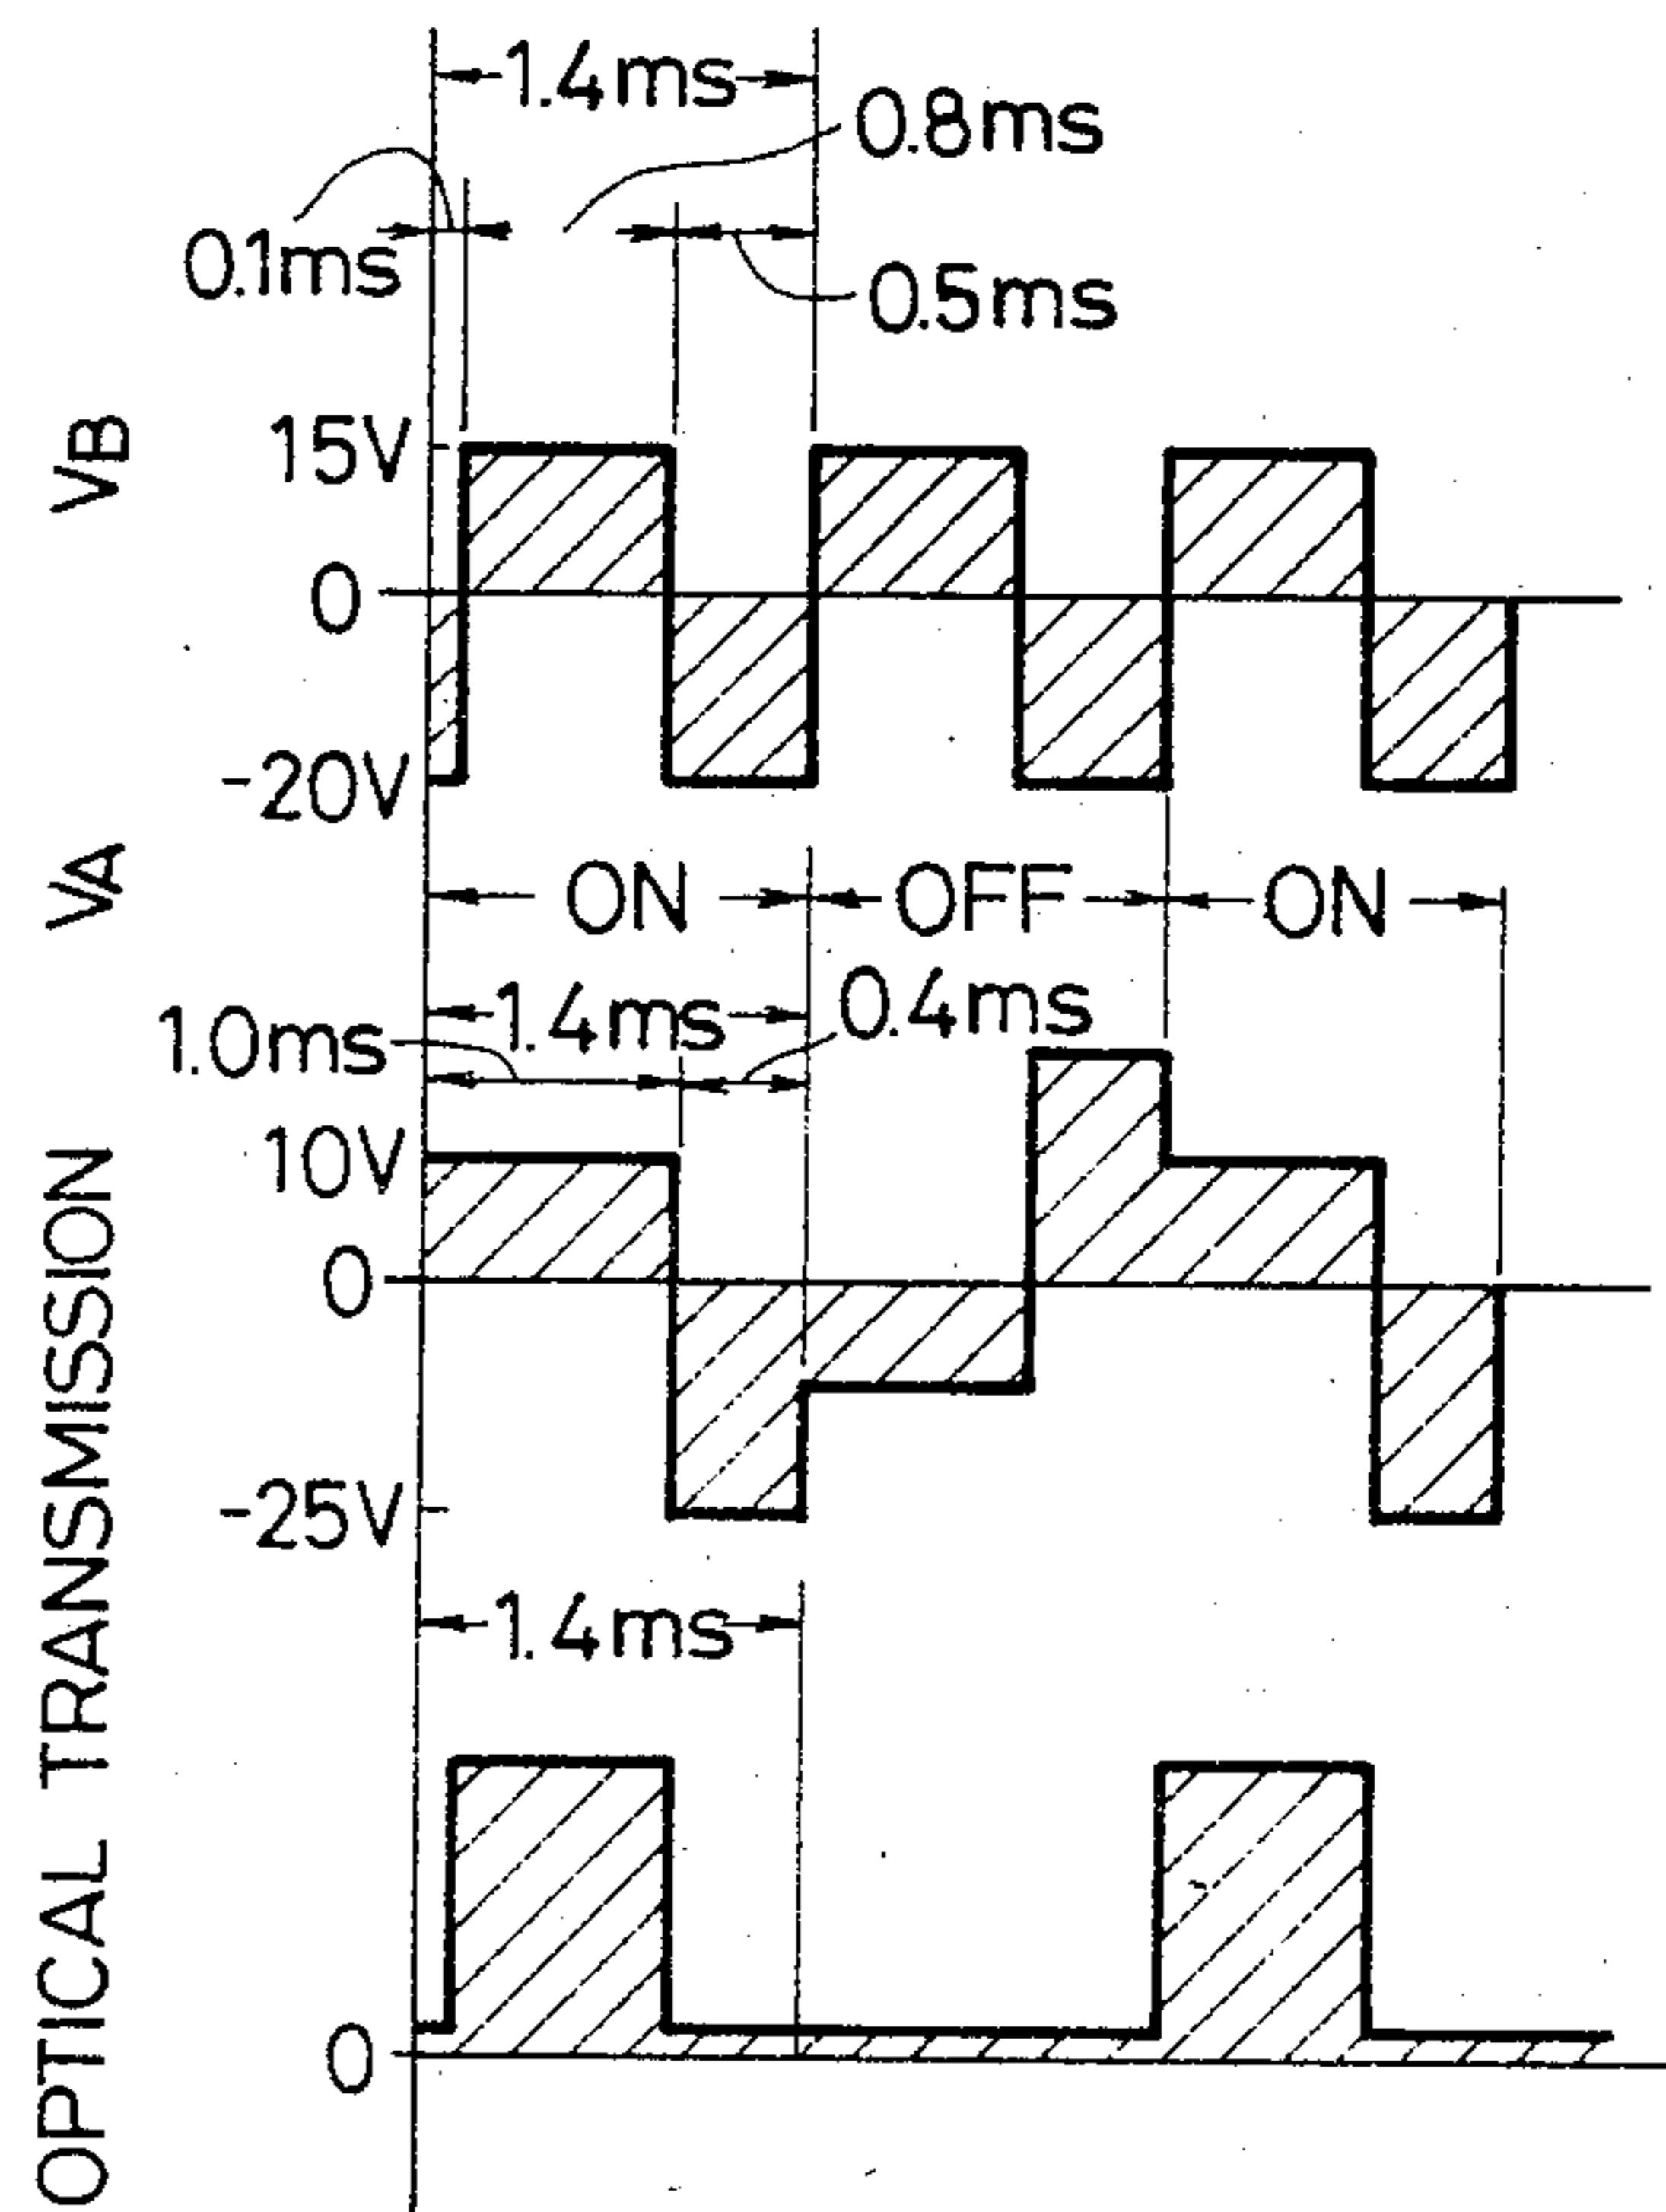 1.4ms
0.8ms
0.1ms
0.5ms
VB
15V
0
-20V
VA
ON
OFF
ON
1.4ms
0.4ms
1.0ms
10V
0
-25V
1.4ms
OPTICAL TRANSMISSION
0